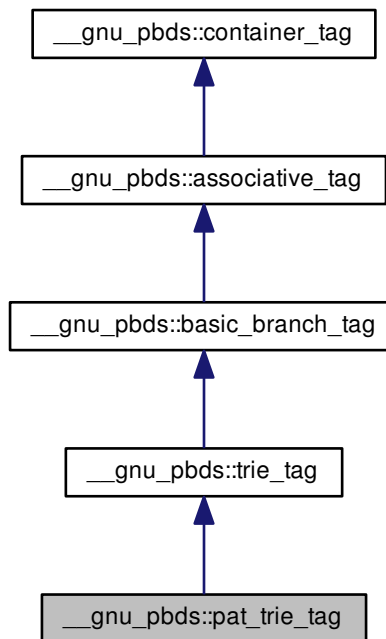 __gnu_pbds::container_tag
__gnu_pbds::associative_tag
__gnu_pbds::basic_branch_tag
__gnu_pbds::trie_tag
__gnu_pbds::pat_trie_tag